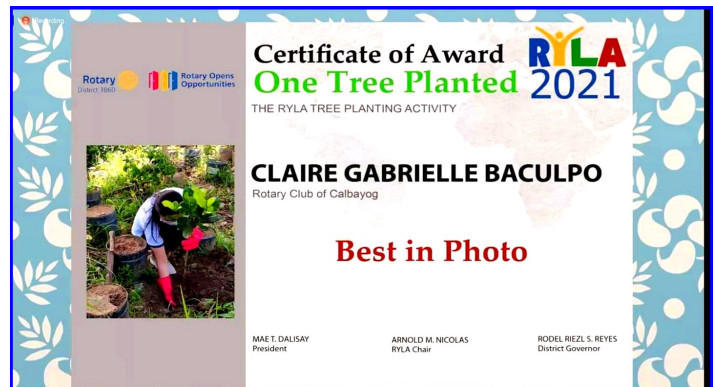 Recording
Certificate of Award
One Tree Planted
THE RYLA TREE PLANTING ACTIVITY
RYLA
2021
Rotary
District 3860
Rotary Opens
Opportunities
CLAIRE GABRIELLE BACULPO
Rotary Club of Calbayog
Best in Photo
MAE T. DALISAY
President
ARNOLD M. NICOLAS
RYLA Chair
RODEL RIEZL S. REYES
District Governor